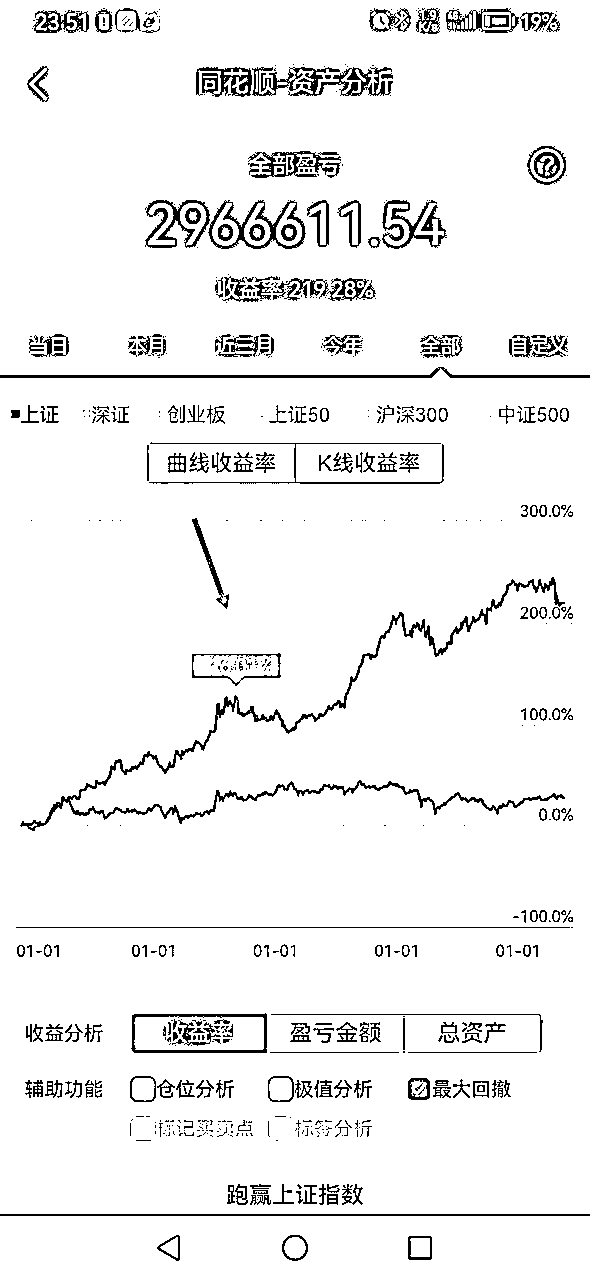 23:51 19%
同花顺-资产分析
全部盈亏
2966611.54
收益率 219.28%
当日 本月 近三月 今年 全部 自定义
上证 深证 创业板 上证50 沪深300 中证500
曲线收益率 K线收益率
300.0%
200.0%
100.0%
0.0%
-100.0%
01-01 01-01 01-01 01-01 01-01
收益分析 收益率 盈亏金额 总资产
辅助功能 仓位分析 极值分析 最大回撤
标记买卖点 标签分析
跑赢上证指数